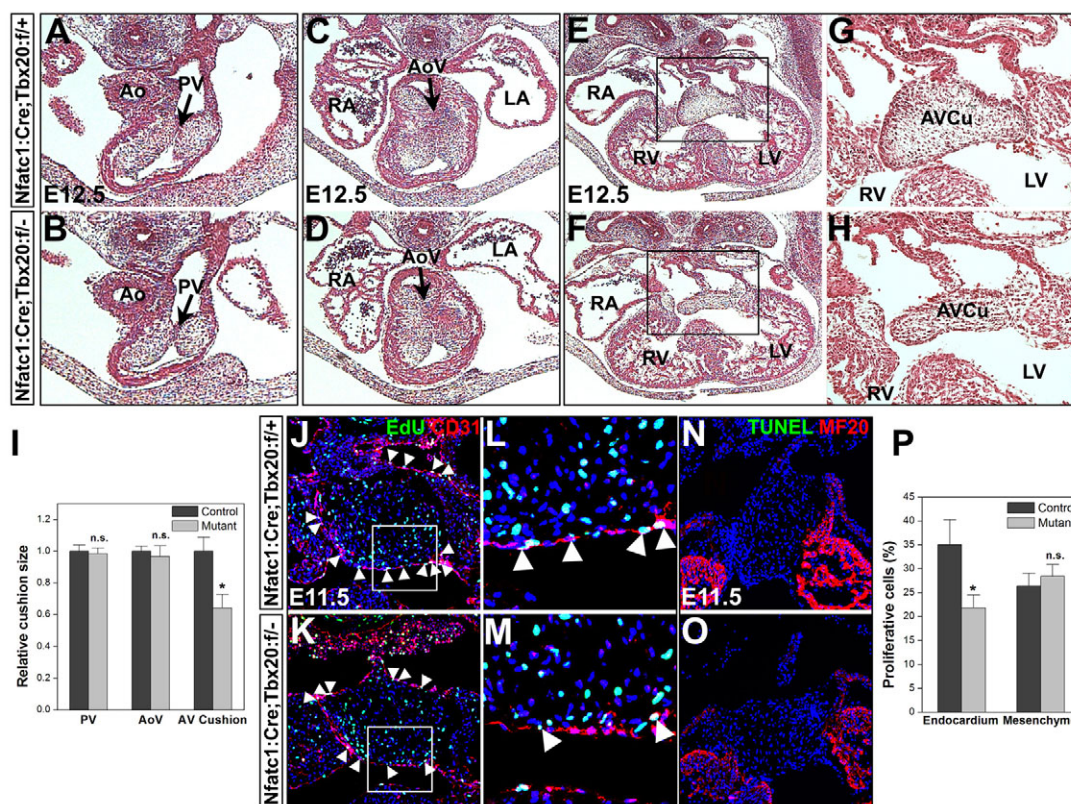 Nfatc1:Cre;Tbx20:f/+
A
Ao
PV
E12.5
C
AoV
RA
LA
E
RA
RV
LV
E12.5
G
AVCu
RV
LV
Nfatc1:Cre;Tbx20:f/-
B
Ao
PV
D
AoV
RA
LA
F
RA
RV
LV
H
AVCu
RV
LV
I
Relative cushion size
Control
Mutant
1.2
1.0
0.8
0.6
0.4
0.2
0.0
n.s.
n.s.
*
PV
AoV
AV Cushion
Nfatc1:Cre;Tbx20:f/+
J
EdU CD31
E11.5
L
N
TUNEL MF20
E11.5
Nfatc1:Cre;Tbx20:f/-
K
M
O
P
Proliferative cells (%)
Control
Mutant
45
40
35
30
25
20
15
10
5
0
*
n.s.
Endocardium
Mesenchym